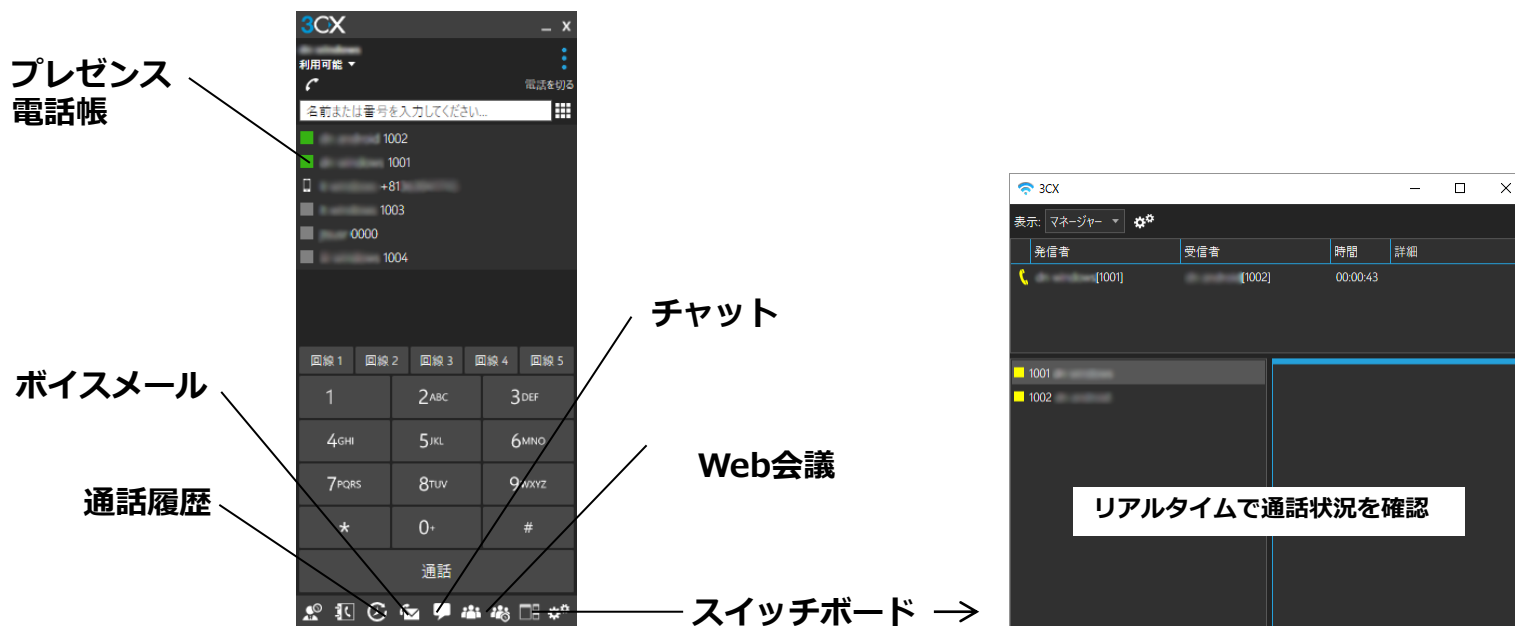 プレゼンス
電話帳
ボイスメール
通話履歴
3CX
_ x
利用可能
電話を切る
名前または番号を入力してください...
1002
1001
+81
1003
0000
1004
回線 1 回線 2 回線 3 回線 4 回線 5
1 2ABC 3DEF
4GHI 5JKL 6MNO
7PQRS 8TUV 9WXYZ
* 0+ #
通話
チャット
Web会議
スイッチボード →
3CX
表示: マネージャー
発信者 受信者 時間 詳細
[1001] [1002] 00:00:43
1001
1002
リアルタイムで通話状況を確認